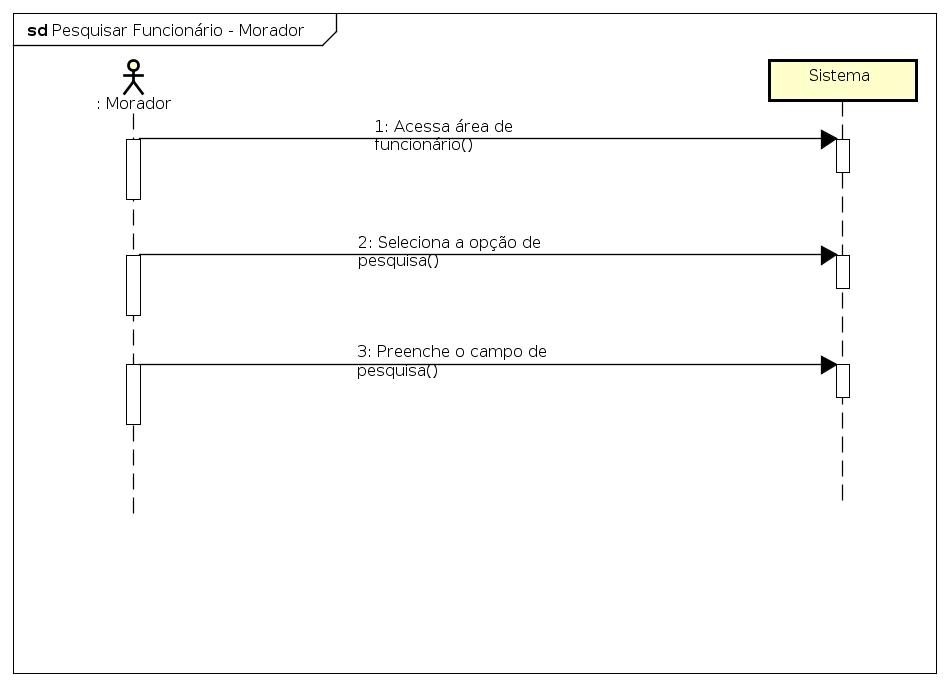 sd Pesquisar Funcionário - Morador
: Morador
Sistema
1: Acessa área de
funcionário()
2: Seleciona a opção de
pesquisa()
3: Preenche o campo de
pesquisa()